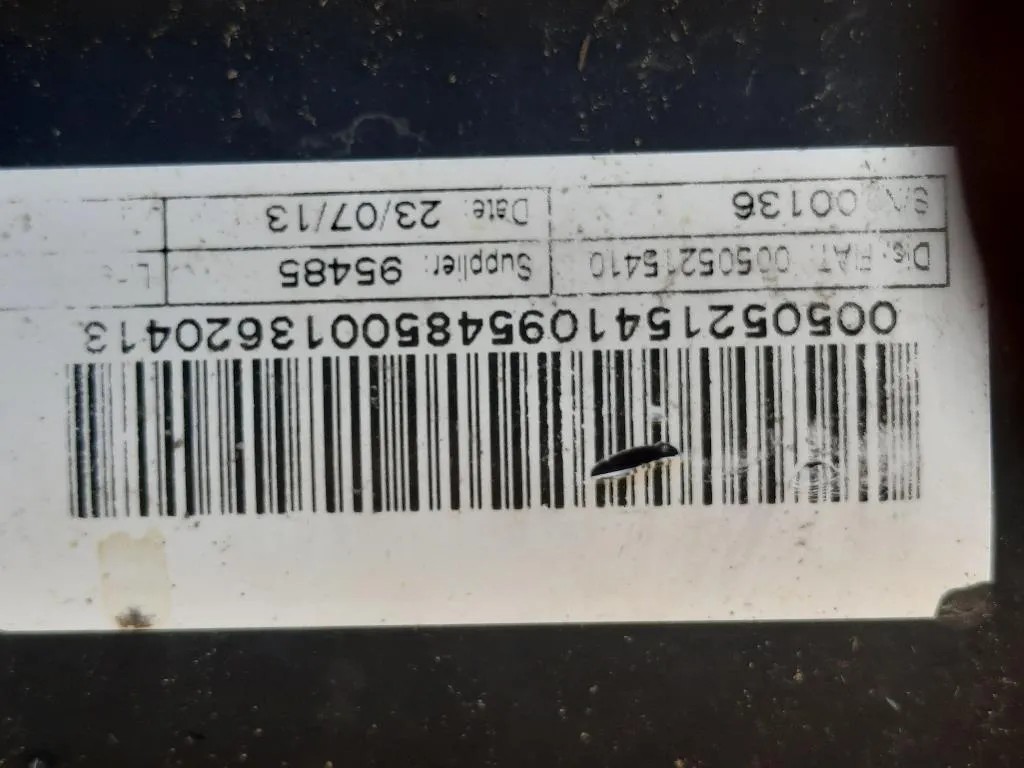 00505215410954850013620413
Dis. FIAT: 00505215410 Supplier: 95485
S/N 00136 Date: 23/07/13